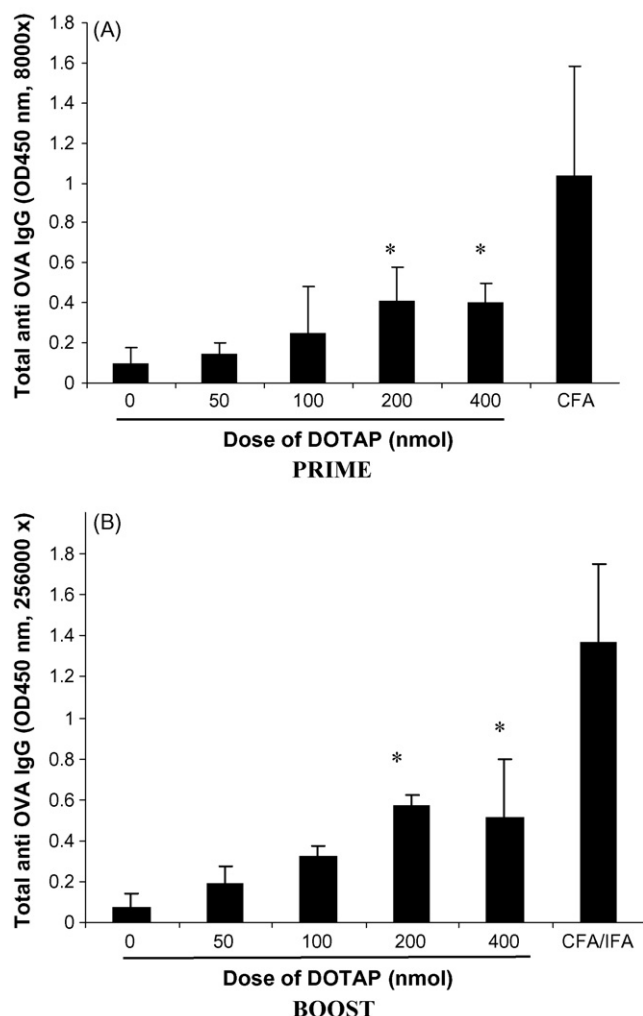 (A)
Total anti OVA IgG (OD450 nm, 8000x)
1.8
1.6
1.4
1.2
1
0.8
0.6
0.4
0.2
0
* *
0 50 100 200 400 CFA
Dose of DOTAP (nmol)
PRIME
(B)
Total anti OVA IgG (OD450 nm, 256000 x)
1.8
1.6
1.4
1.2
1
0.8
0.6
0.4
0.2
0
*
*
0 50 100 200 400 CFA/IFA
Dose of DOTAP (nmol)
BOOST